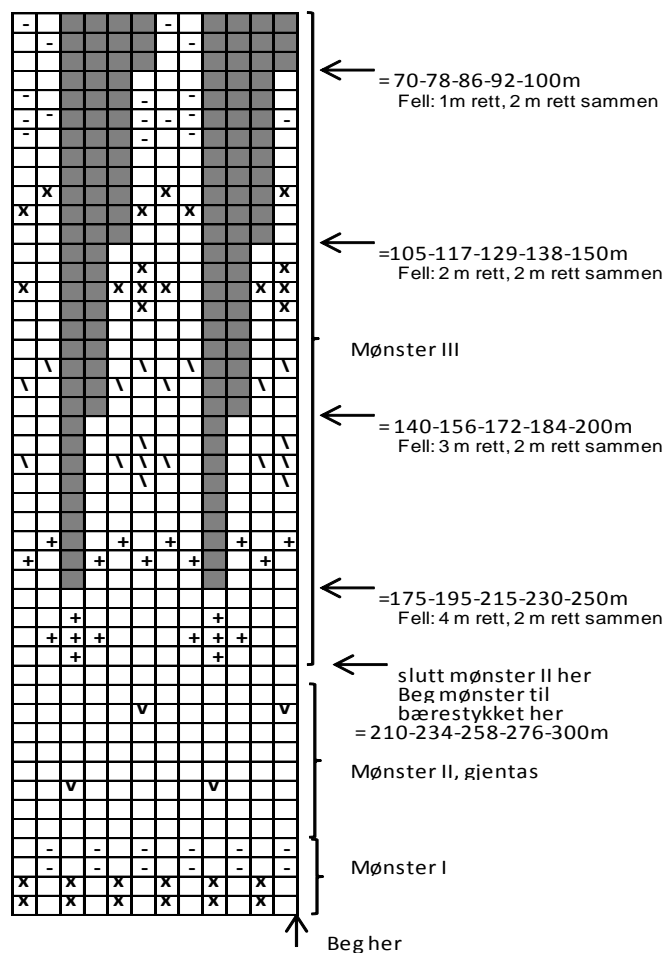 = 70-78-86-92-100m
Fell: 1m rett, 2 m rett sammen
=105-117-129-138-150m
Fell: 2 m rett, 2 m rett sammen
Mønster III
= 140-156-172-184-200m
Fell: 3 m rett, 2 m rett sammen
=175-195-215-230-250m
Fell: 4 m rett, 2 m rett sammen
slutt mønster II her
Beg mønster til
bærestykket her
= 210-234-258-276-300m
Mønster II, gjentas
Mønster I
Beg her